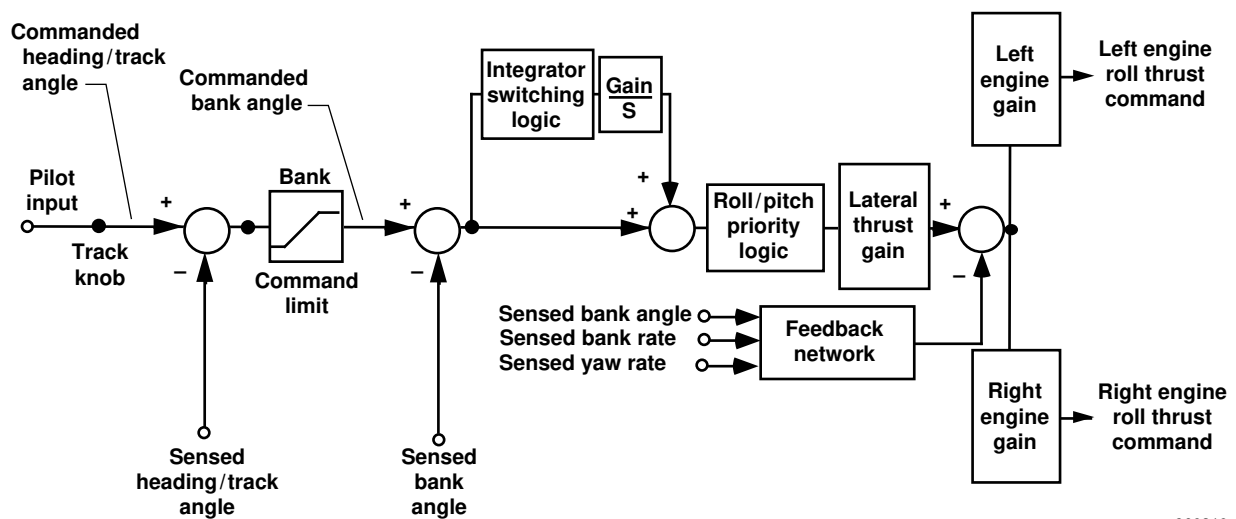 Commanded
heading/track
angle
Commanded
bank angle
Pilot
input
Track
knob
+
–
Bank
Command
limit
+
–
Integrator
switching
logic
Gain
S
+
+
Roll/pitch
priority
logic
Lateral
thrust
gain
+
–
Left
engine
gain
Left engine
roll thrust
command
Sensed bank angle
Sensed bank rate
Sensed yaw rate
Feedback
network
Right
engine
gain
Right engine
roll thrust
command
Sensed
heading/track
angle
Sensed
bank
angle